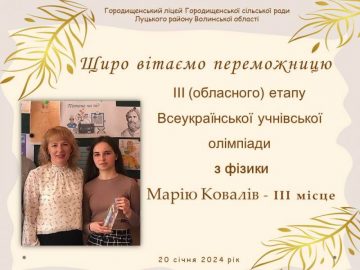 Городищенський ліцей Городищенської сільської ради
Луцького району Волинської області
Щиро вітаємо переможницю
ІІІ (обласного) етапу
Всеукраїнської учнівської
олімпіади
з фізики
Марію Ковалів - ІІІ місце
20 січня 2024 рік